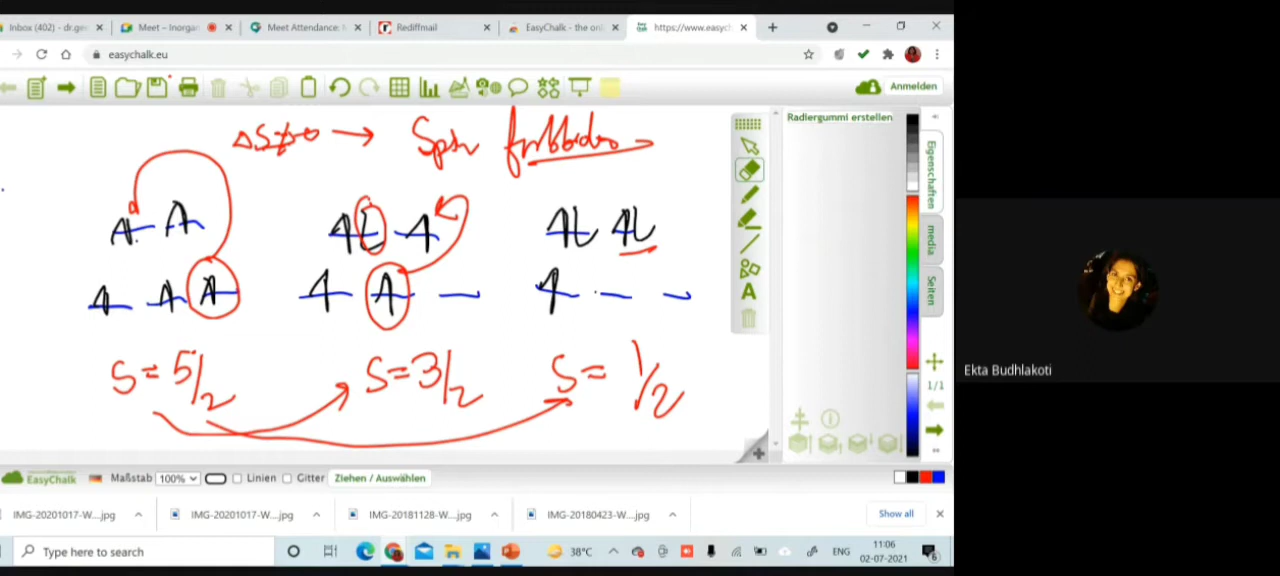 Inbox (402) - dr.ge
Meet – Inorgan
Meet Attendance:
Rediffmail
EasyChalk - the onl
https://www.easych
easychalk.eu
Anmelden
Radiergummi erstellen
Eigenschaften
media
Seiten
ΔS≠0 → Spin forbidden
S = 5/2
S = 3/2
S = 1/2
Ekta Budhlakoti
1/1
EasyChalk
Maßstab 100%
Linien
Gitter
Ziehen / Auswählen
IMG-20201017-W....jpg
IMG-20201017-W....jpg
IMG-20181128-W....jpg
IMG-20180423-W....jpg
Show all
Type here to search
38°C
ENG
11:06
02-07-2021